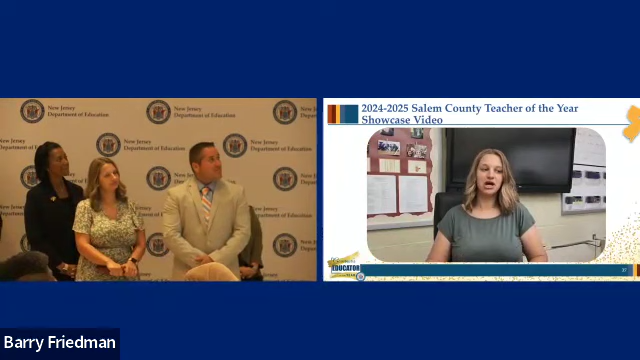 New Jersey
Department of Education
New Jersey
Department of Education
New Jersey
Department of Education
New Jersey
Department of Education
2024-2025 Salem County Teacher of the Year
Showcase Video
EDUCATOR
37
Barry Friedman